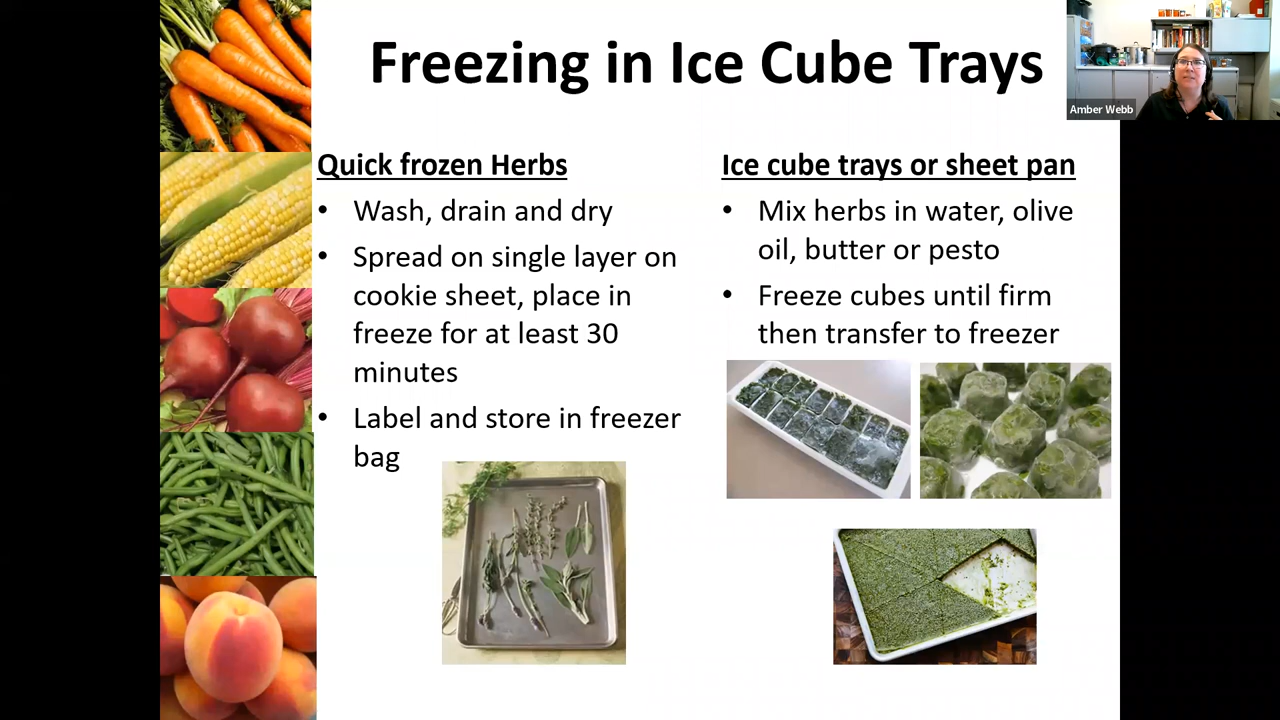 Freezing in Ice Cube Trays
Amber Webb
Quick frozen Herbs
• Wash, drain and dry
• Spread on single layer on
cookie sheet, place in
freeze for at least 30
minutes
• Label and store in freezer
bag
Ice cube trays or sheet pan
• Mix herbs in water, olive
oil, butter or pesto
• Freeze cubes until firm
then transfer to freezer